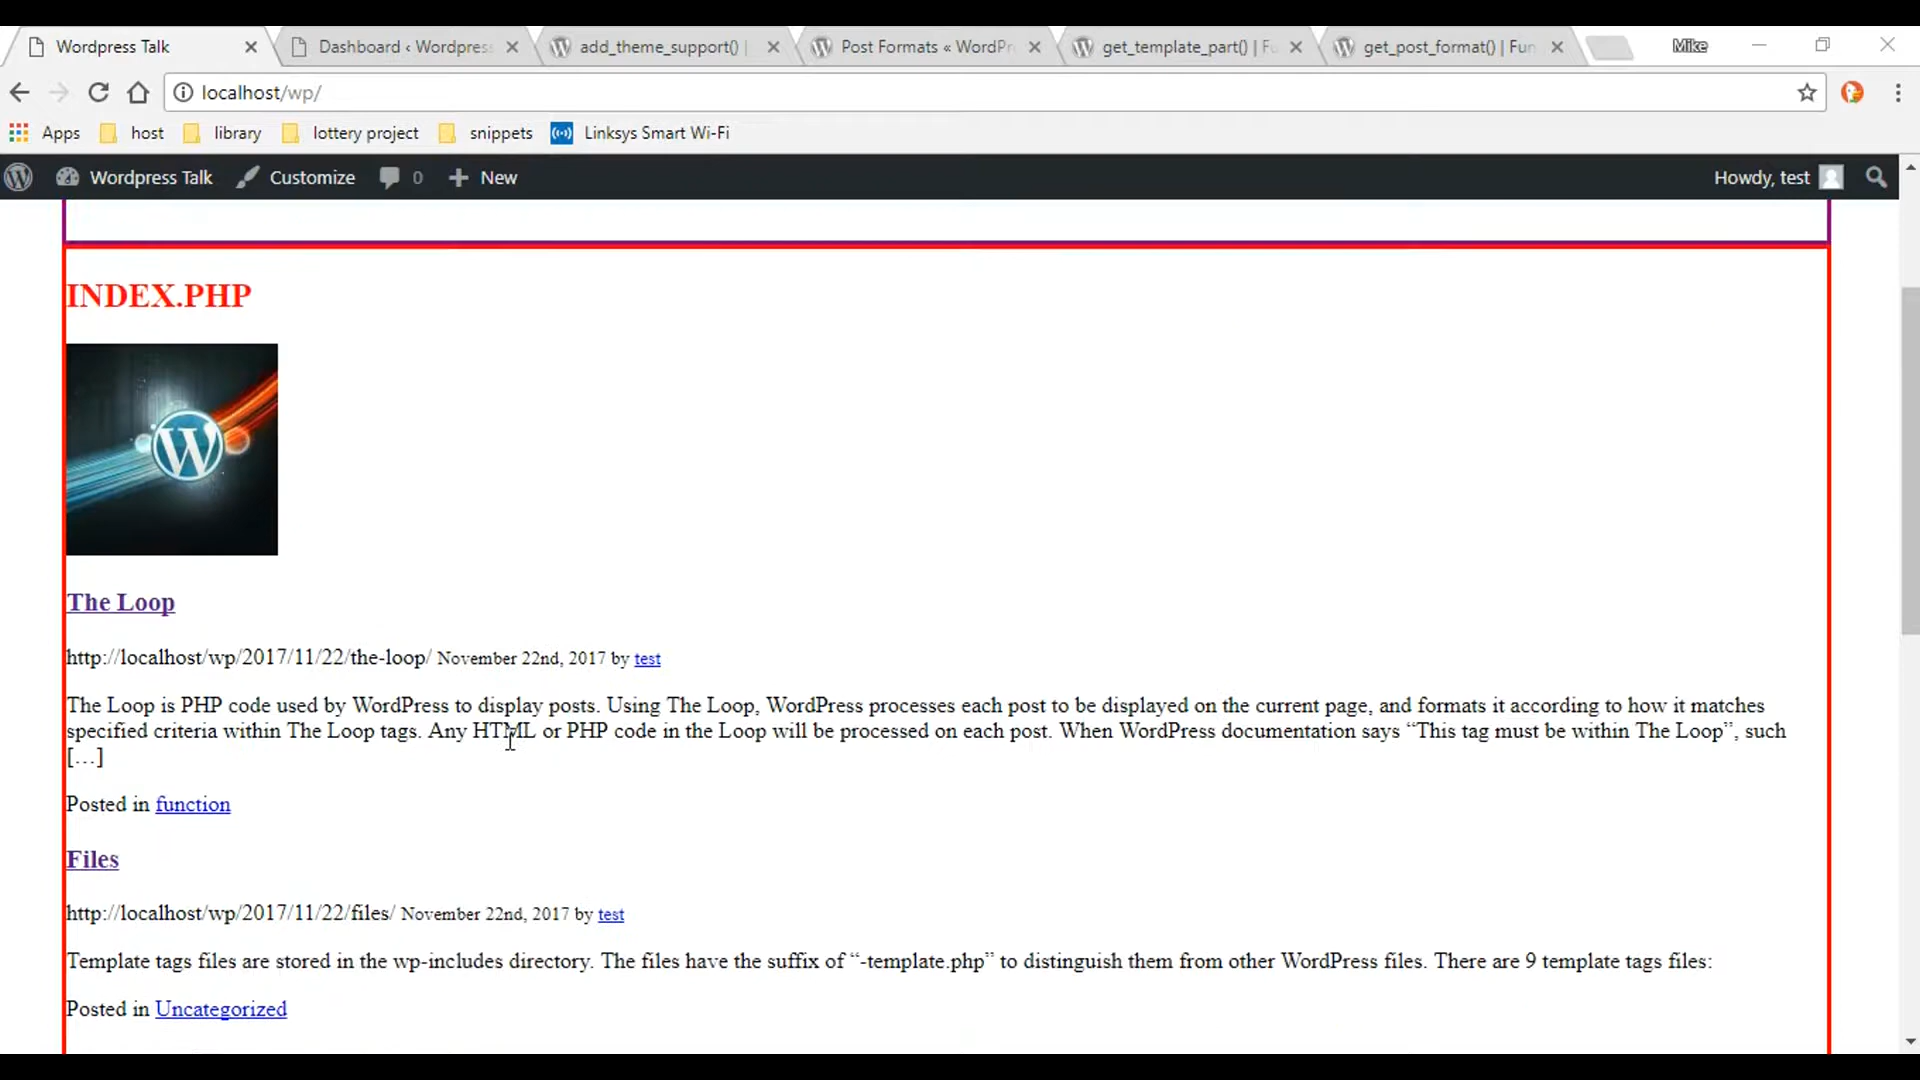 Wordpress Talk
Dashboard ‹ Wordpress
add_theme_support() |
Post Formats « WordPr
get_template_part() | Fu
get_post_format() | Fun
Mike
localhost/wp/
Apps host library lottery project snippets Linksys Smart Wi-Fi
Wordpress Talk Customize 0 New Howdy, test
INDEX.PHP
The Loop
http://localhost/wp/2017/11/22/the-loop/ November 22nd, 2017 by test
The Loop is PHP code used by WordPress to display posts. Using The Loop, WordPress processes each post to be displayed on the current page, and formats it according to how it matches
specified criteria within The Loop tags. Any HTML or PHP code in the Loop will be processed on each post. When WordPress documentation says “This tag must be within The Loop”, such
[…]
Posted in function
Files
http://localhost/wp/2017/11/22/files/ November 22nd, 2017 by test
Template tags files are stored in the wp-includes directory. The files have the suffix of “-template.php” to distinguish them from other WordPress files. There are 9 template tags files:
Posted in Uncategorized